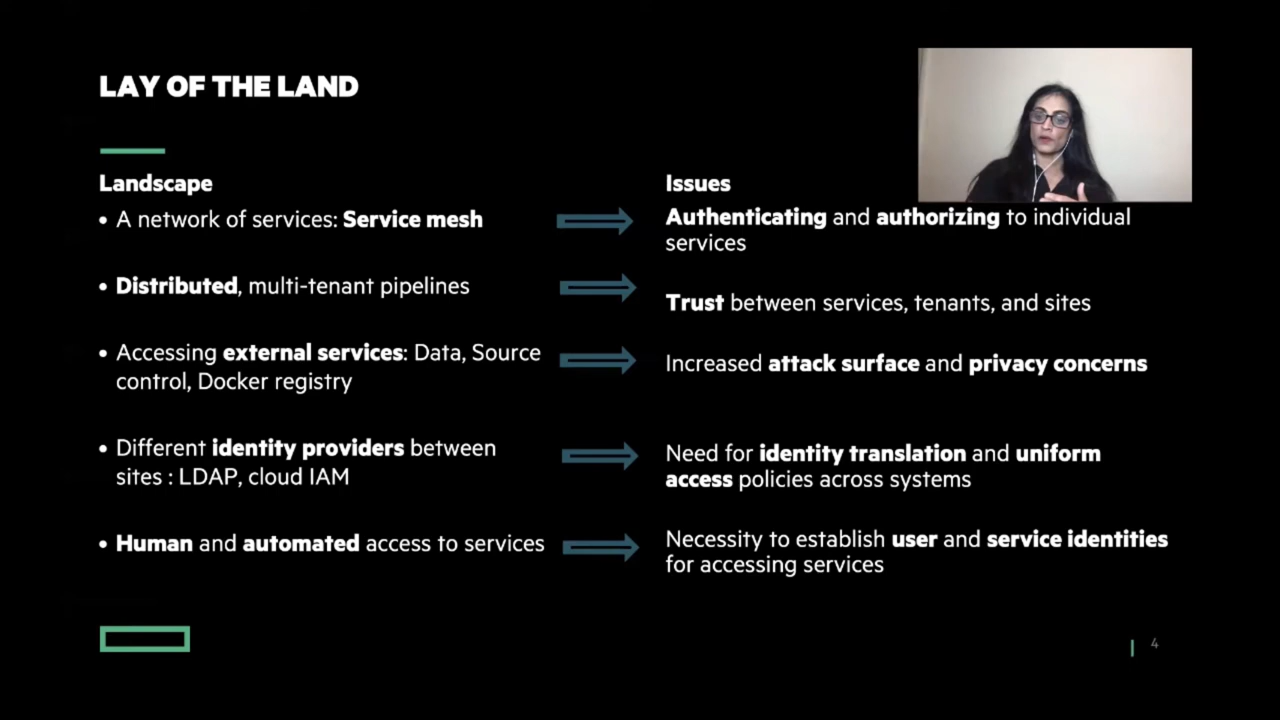 LAY OF THE LAND
Landscape
• A network of services: Service mesh
• Distributed, multi-tenant pipelines
• Accessing external services: Data, Source
control, Docker registry
• Different identity providers between
sites : LDAP, cloud IAM
• Human and automated access to services
Issues
Authenticating and authorizing to individual
services
Trust between services, tenants, and sites
Increased attack surface and privacy concerns
Need for identity translation and uniform
access policies across systems
Necessity to establish user and service identities
for accessing services
4